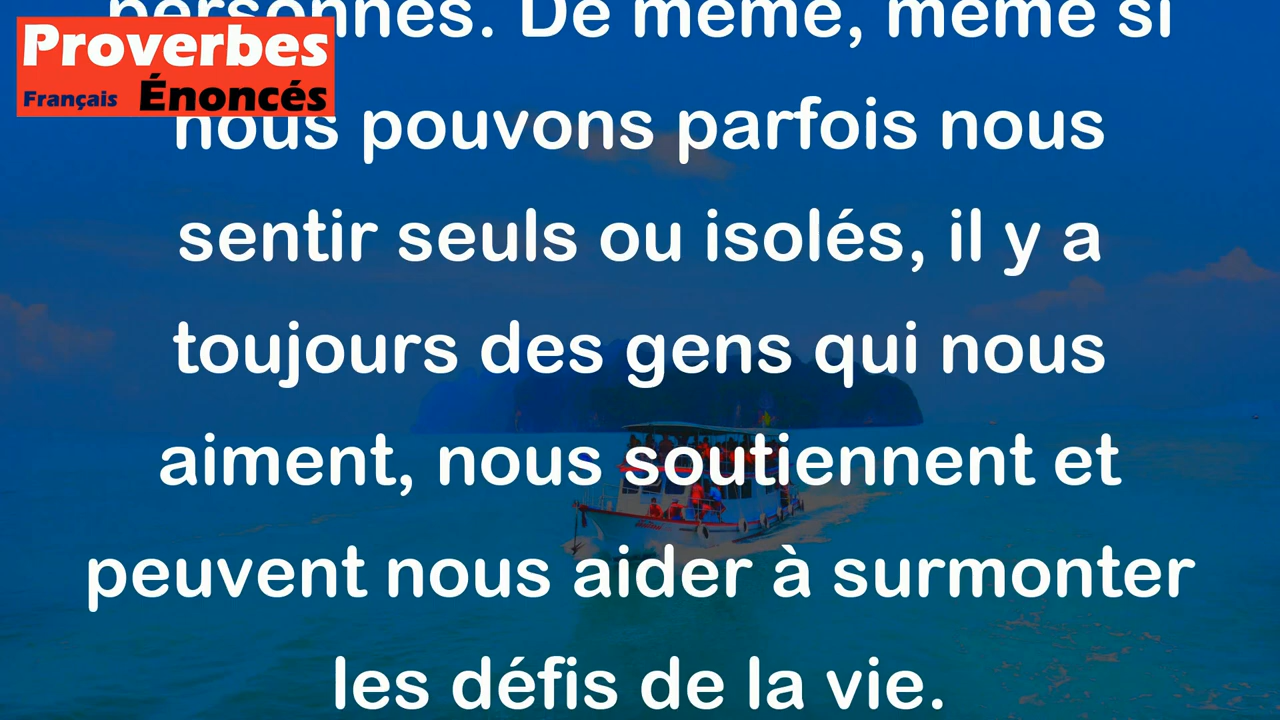 Proverbes
Français Énoncés
personnes. De même, même si
nous pouvons parfois nous
sentir seuls ou isolés, il y a
toujours des gens qui nous
aiment, nous soutiennent et
peuvent nous aider à surmonter
les défis de la vie.